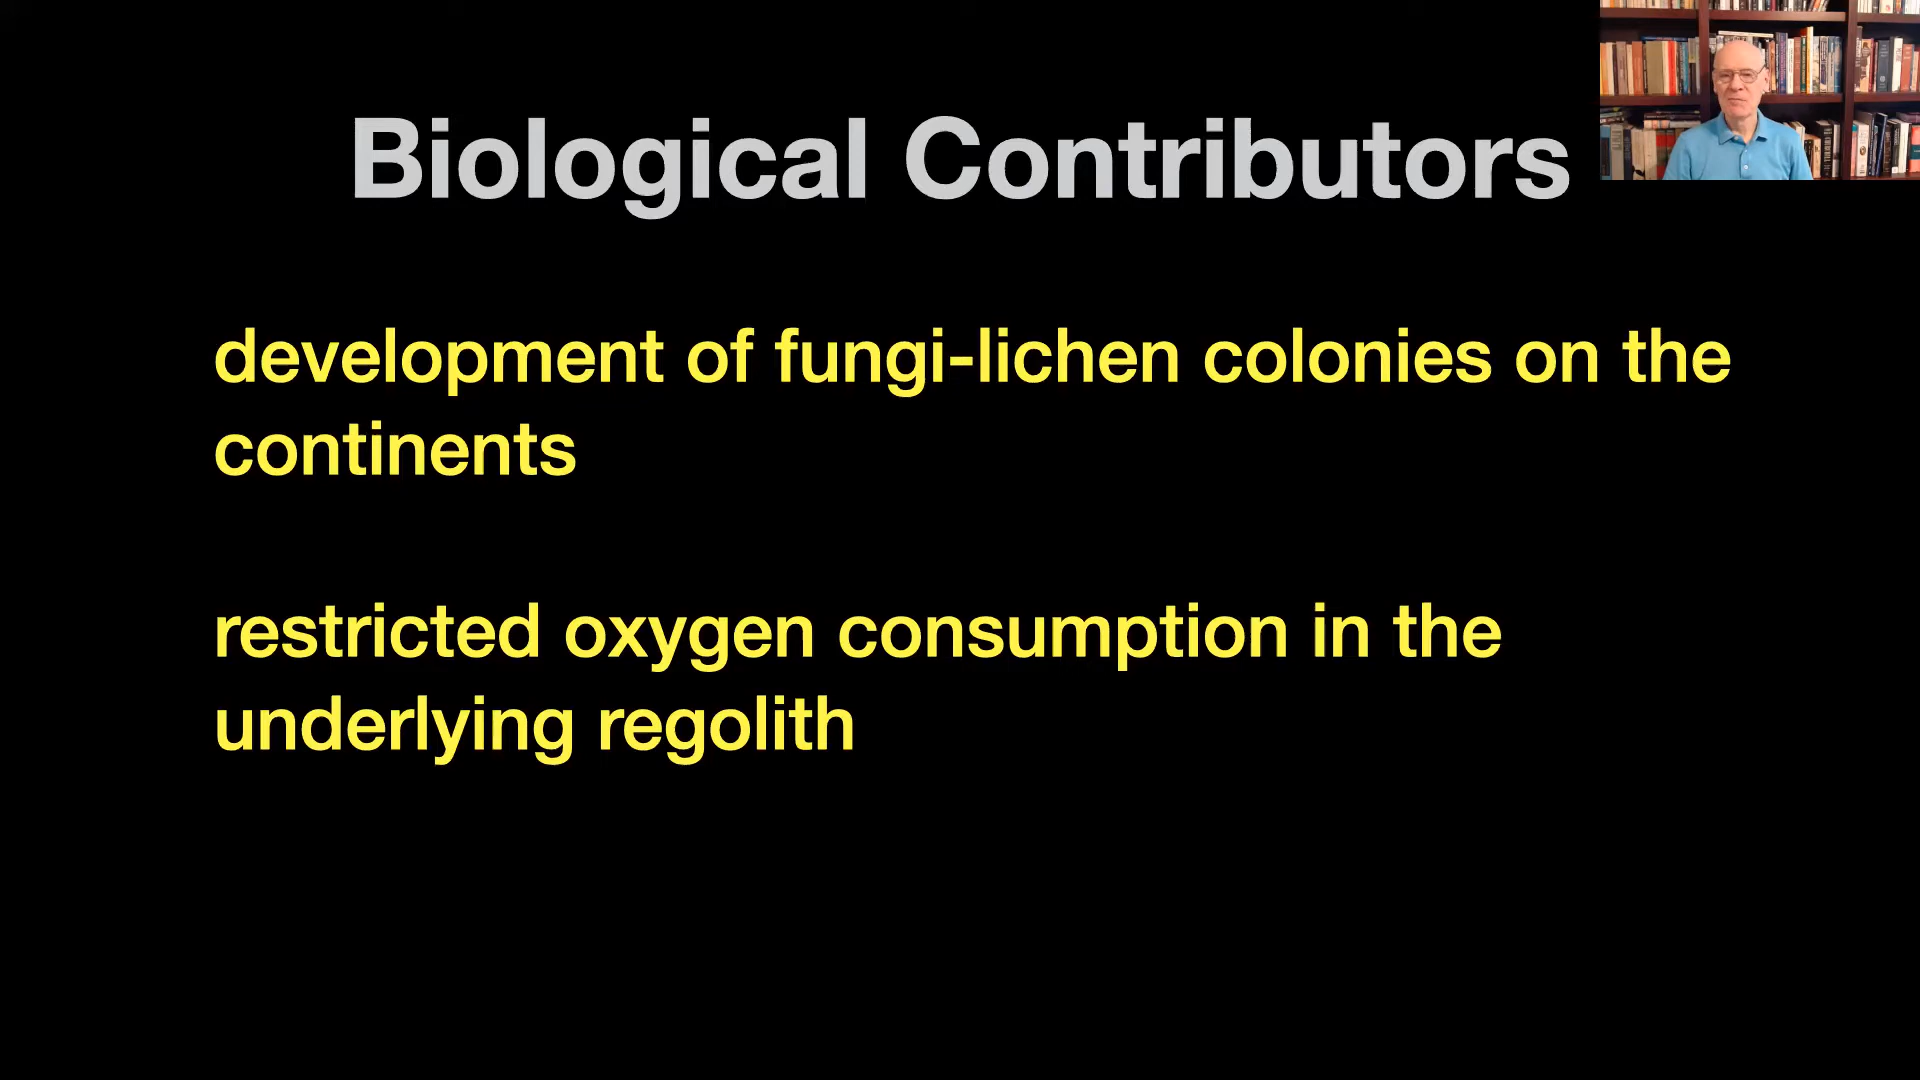 Biological Contributors
development of fungi-lichen colonies on the
continents
restricted oxygen consumption in the
underlying regolith